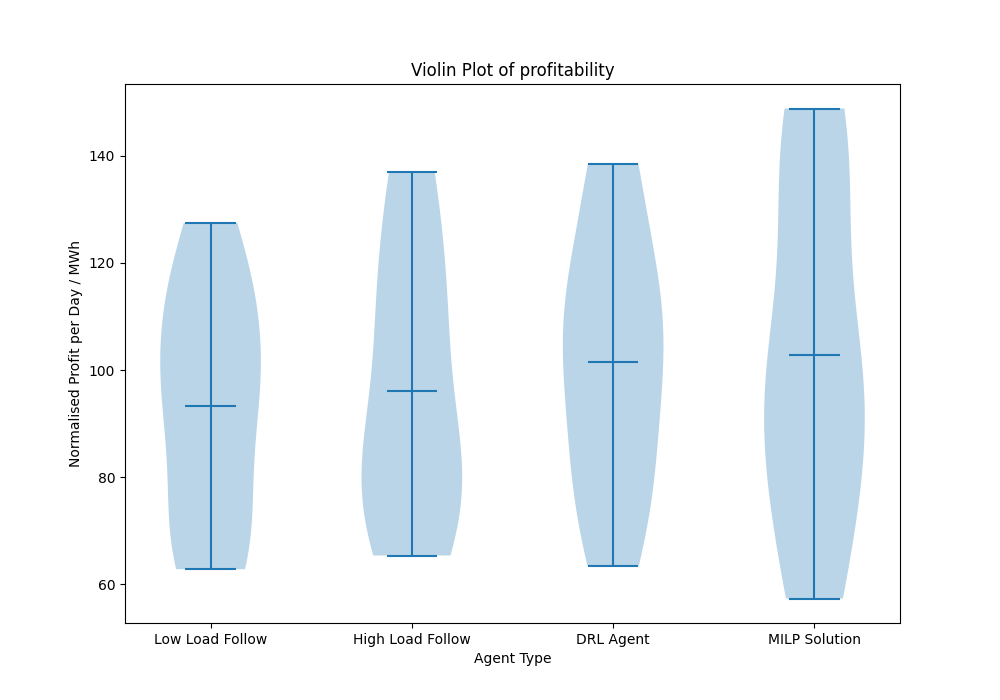 Violin Plot of profitability
Normalised Profit per Day / MWh
140
120
100
80
60
Low Load Follow
High Load Follow
DRL Agent
MILP Solution
Agent Type